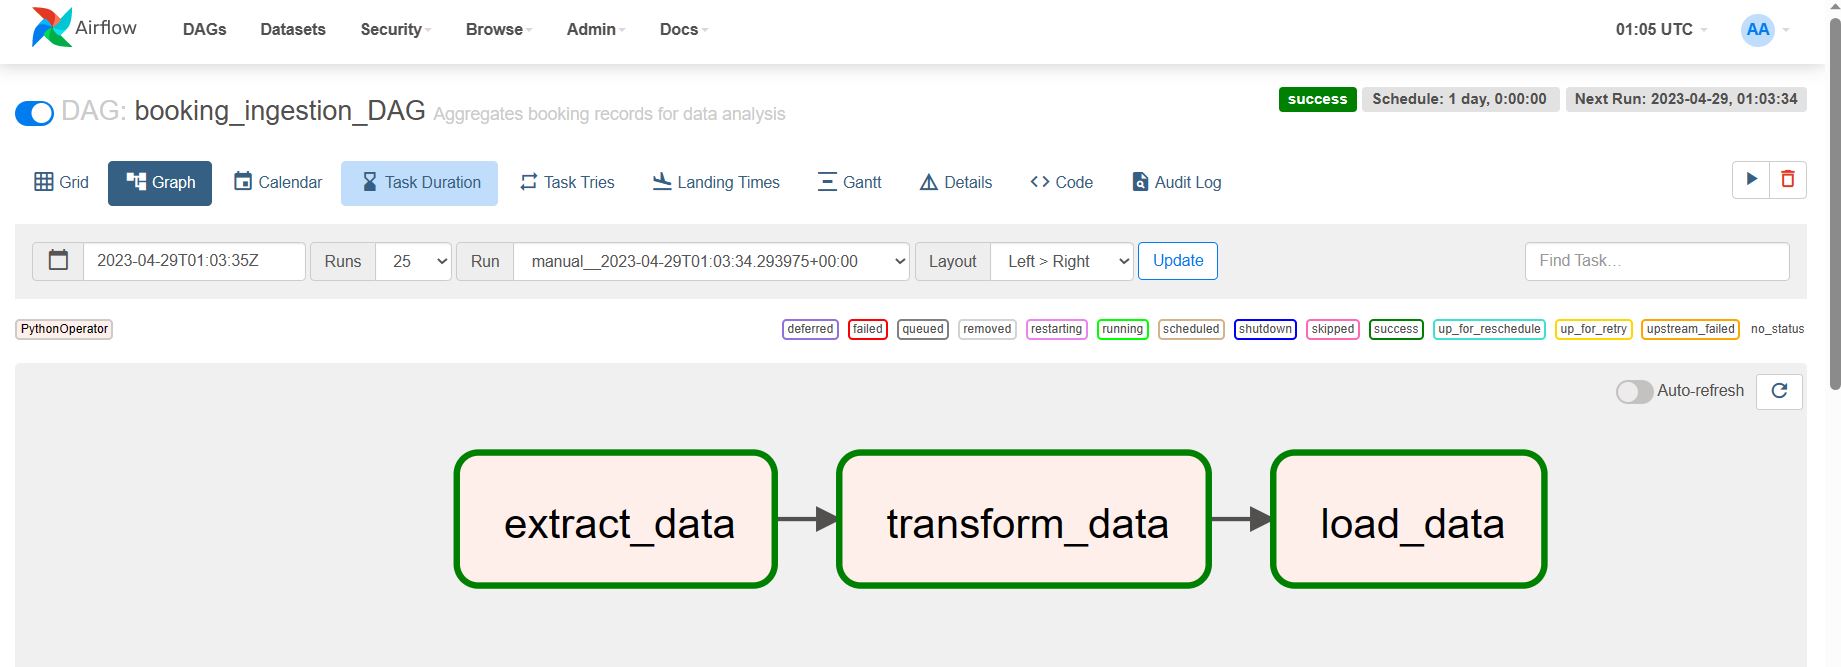 Airflow DAGs Datasets Security Browse Admin Docs 01:05 UTC AA
DAG: booking_ingestion_DAG Aggregates booking records for data analysis success Schedule: 1 day, 0:00:00 Next Run: 2023-04-29, 01:03:34
Grid Graph Calendar Task Duration Task Tries Landing Times Gantt Details Code Audit Log
2023-04-29T01:03:35Z Runs 25 Run manual__2023-04-29T01:03:34.293975+00:00 Layout Left > Right Update Find Task…
PythonOperator deferred failed queued removed restarting running scheduled shutdown skipped success up_for_reschedule up_for_retry upstream_failed no_status
Auto-refresh
extract_data transform_data load_data